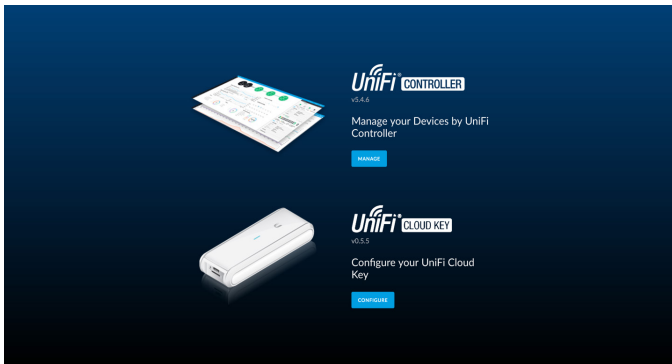 UniFi® CONTROLLER
v5.4.6
Manage your Devices by UniFi
Controller
MANAGE
UniFi® CLOUD KEY
v0.5.5
Configure your UniFi Cloud
Key
CONFIGURE